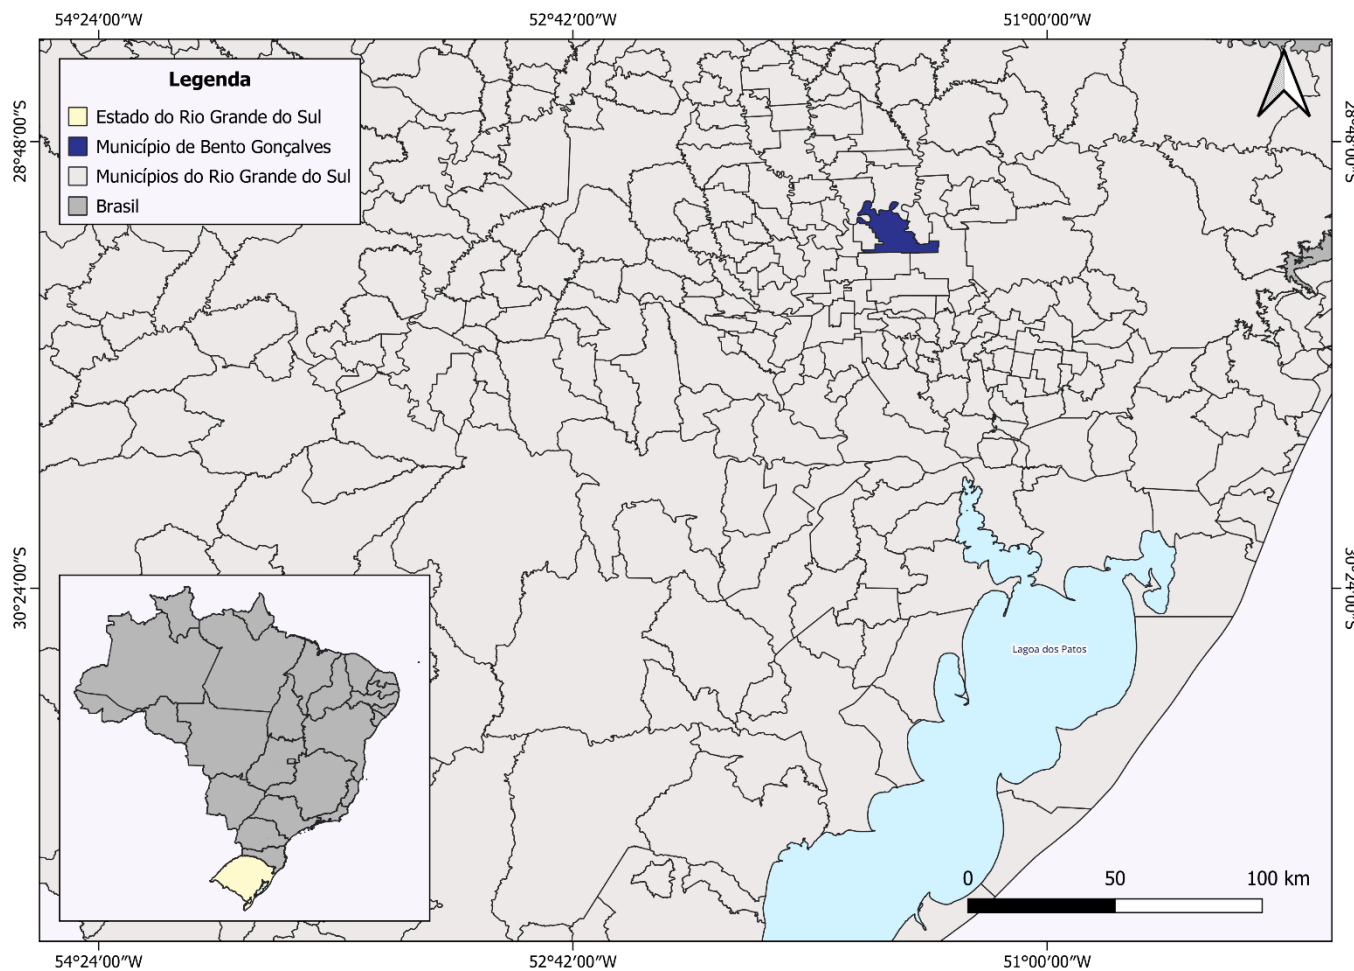 54°24′00″W 52°42′00″W 51°00′00″W
Legenda
Estado do Rio Grande do Sul
Município de Bento Gonçalves
Municípios do Rio Grande do Sul
Brasil
28°48′00″S
28°48′00″S
30°24′00″S
30°24′00″S
Lagoa dos Patos
0 50 100 km
54°24′00″W 52°42′00″W 51°00′00″W